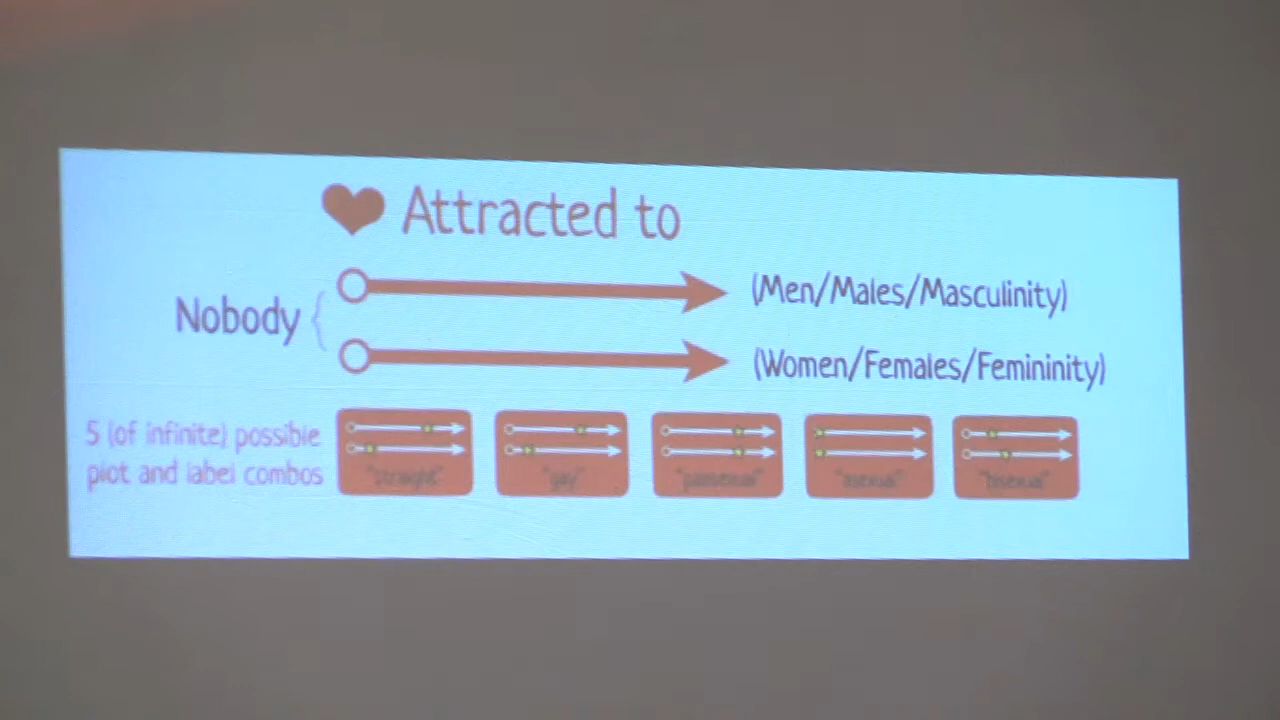 Attracted to
Nobody
(Men/Males/Masculinity)
(Women/Females/Femininity)
5 (of infinite) possible
plot and label combos
"straight"
"gay"
"pansexual"
"asexual"
"bisexual"